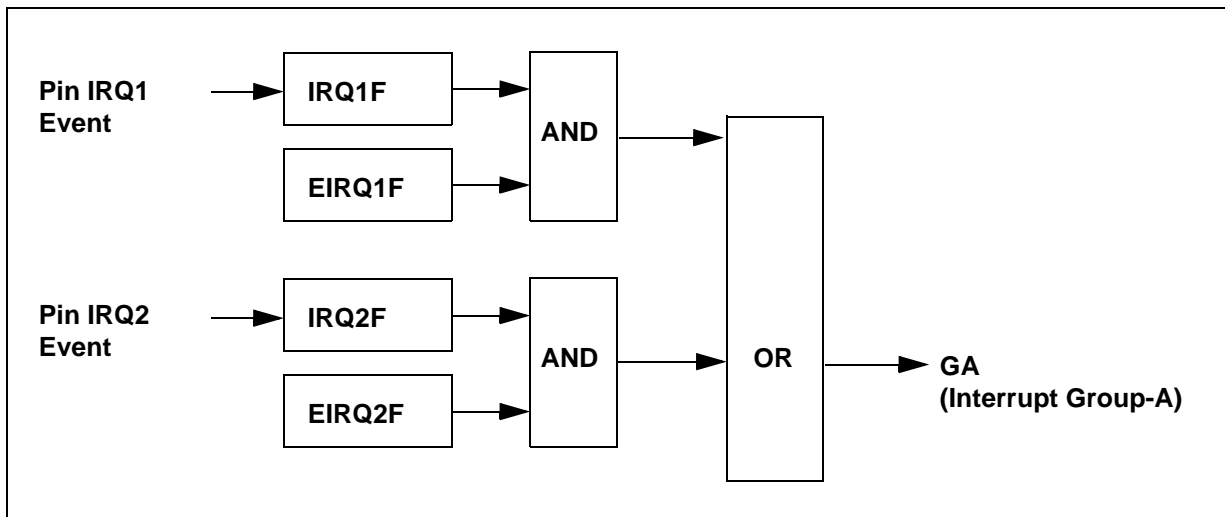 Pin IRQ1
Event
IRQ1F
EIRQ1F
AND
Pin IRQ2
Event
IRQ2F
EIRQ2F
AND
OR
GA
(Interrupt Group-A)